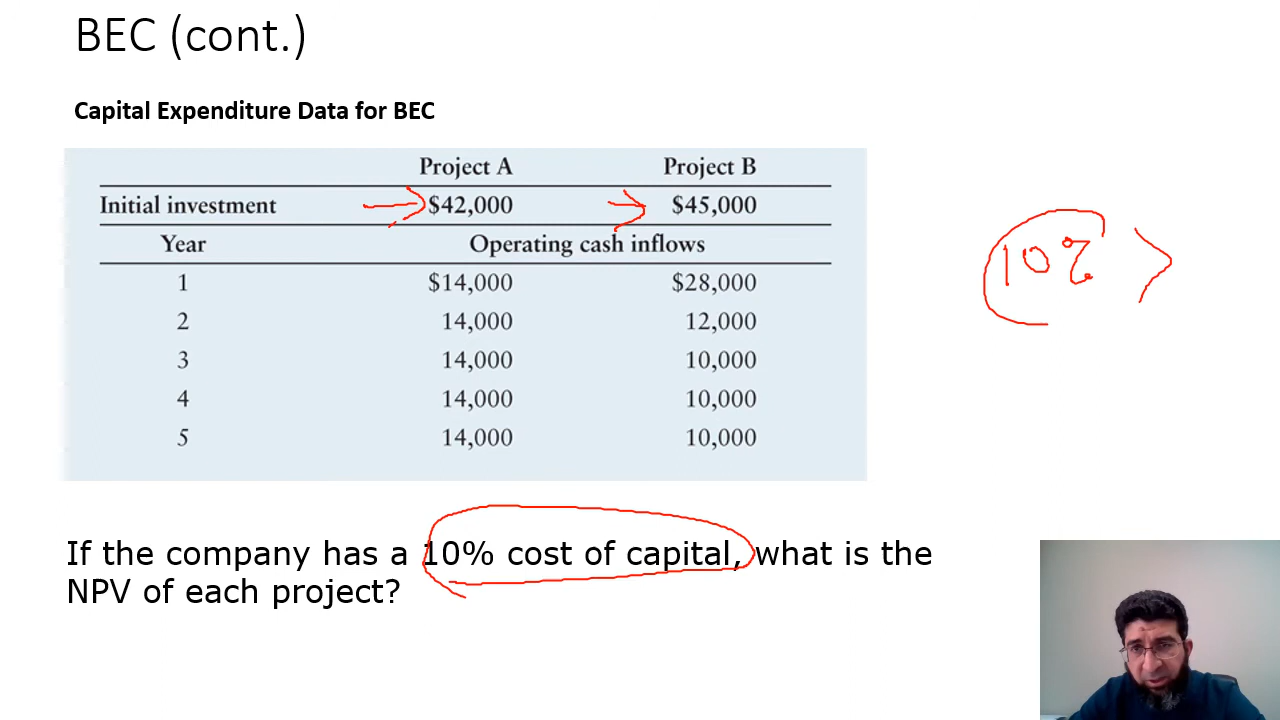 BEC (cont.)
Capital Expenditure Data for BEC
Project A Project B
Initial investment $42,000 $45,000
Year Operating cash inflows
1 $14,000 $28,000
2 14,000 12,000
3 14,000 10,000
4 14,000 10,000
5 14,000 10,000
10% >
If the company has a 10% cost of capital, what is the
NPV of each project?